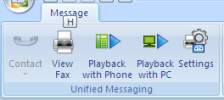 Message
H
Contact
View
Fax
Playback
with Phone
Playback
with PC
Settings
Unified Messaging